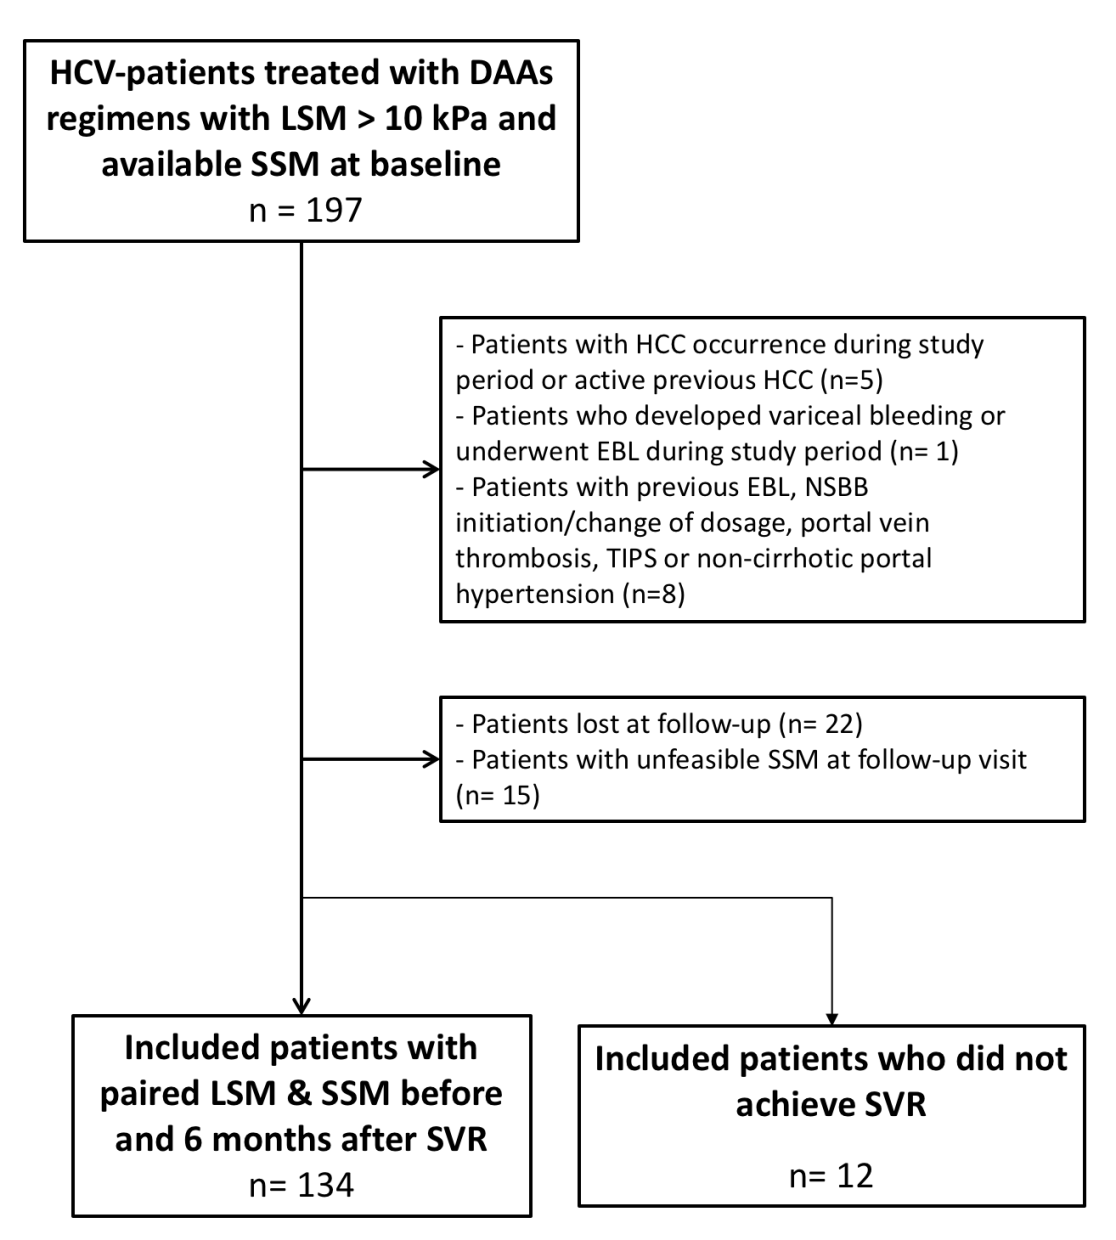 HCV-patients treated with DAAs
regimens with LSM > 10 kPa and
available SSM at baseline
n = 197
- Patients with HCC occurrence during study
period or active previous HCC (n=5)
- Patients who developed variceal bleeding or
underwent EBL during study period (n= 1)
- Patients with previous EBL, NSBB
initiation/change of dosage, portal vein
thrombosis, TIPS or non-cirrhotic portal
hypertension (n=8)
- Patients lost at follow-up (n= 22)
- Patients with unfeasible SSM at follow-up visit
(n= 15)
Included patients with
paired LSM & SSM before
and 6 months after SVR
n= 134
Included patients who did not
achieve SVR
n= 12